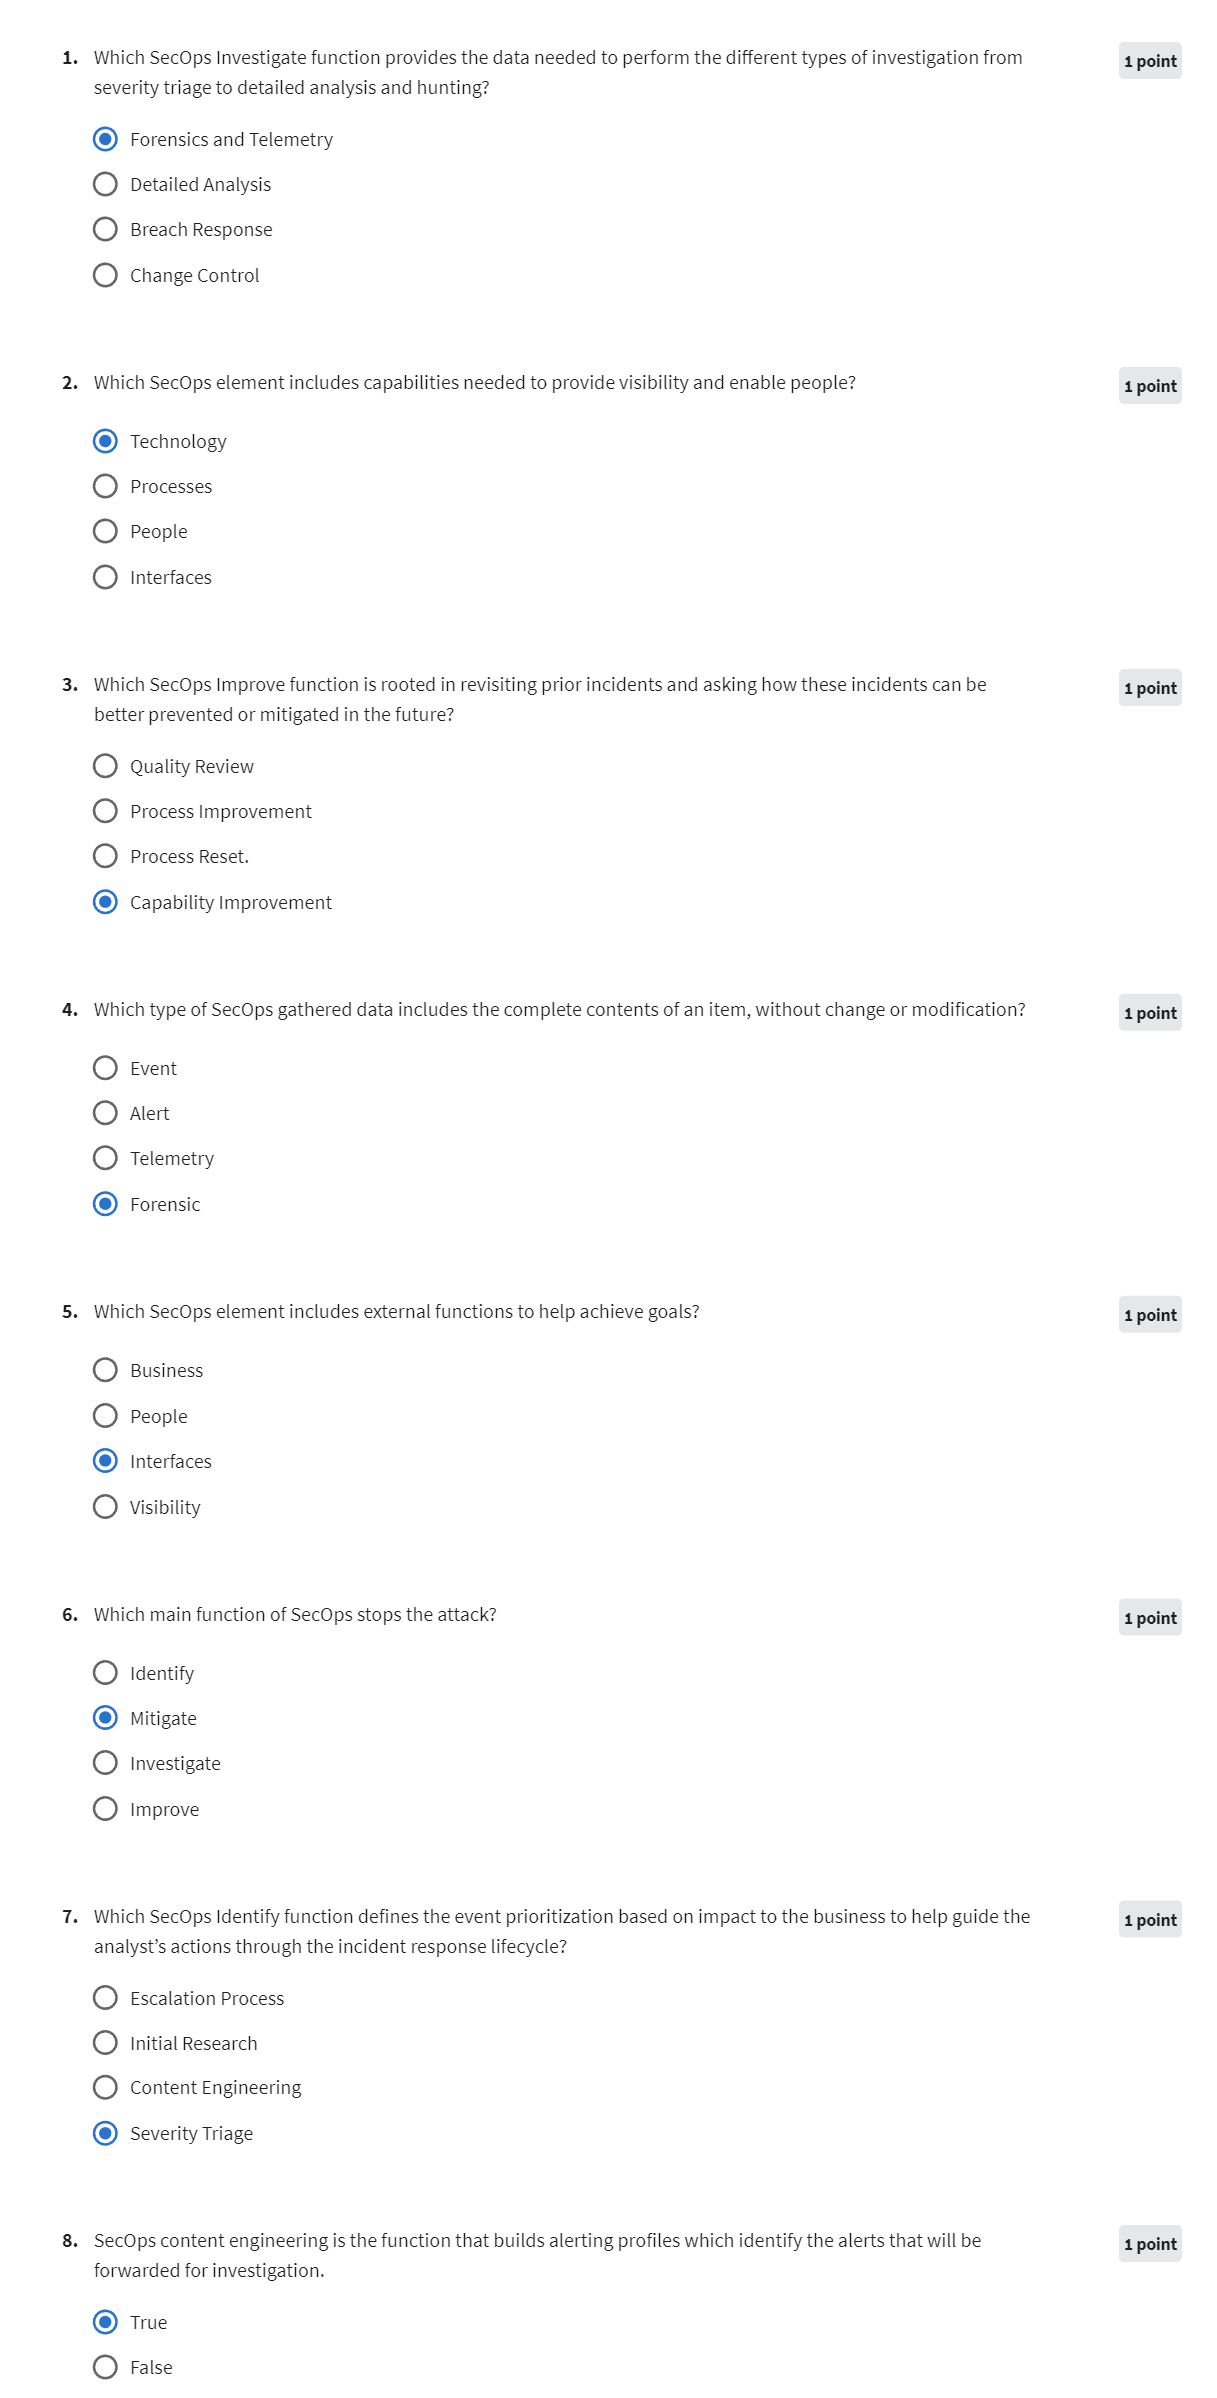 1. Which SecOps Investigate function provides the data needed to perform the different types of investigation from
1 point
severity triage to detailed analysis and hunting?
Forensics and Telemetry
Detailed Analysis
Breach Response
Change Control
2. Which SecOps element includes capabilities needed to provide visibility and enable people?
1 point
Technology
Processes
People
Interfaces
3. Which SecOps Improve function is rooted in revisiting prior incidents and asking how these incidents can be
1 point
better prevented or mitigated in the future?
Quality Review
Process Improvement
Process Reset.
Capability Improvement
4. Which type of SecOps gathered data includes the complete contents of an item, without change or modification?
1 point
Event
Alert
Telemetry
Forensic
5. Which SecOps element includes external functions to help achieve goals?
1 point
Business
People
Interfaces
Visibility
6. Which main function of SecOps stops the attack?
1 point
Identify
Mitigate
Investigate
Improve
7. Which SecOps Identify function defines the event prioritization based on impact to the business to help guide the
1 point
analyst’s actions through the incident response lifecycle?
Escalation Process
Initial Research
Content Engineering
Severity Triage
8. SecOps content engineering is the function that builds alerting profiles which identify the alerts that will be
1 point
forwarded for investigation.
True
False